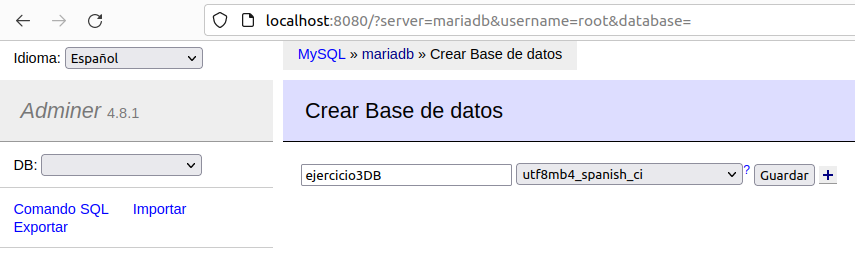 localhost:8080/?server=mariadb&username=root&database=
Idioma: Español
MySQL » mariadb » Crear Base de datos
Adminer 4.8.1
Crear Base de datos
DB:
ejercicio3DB utf8mb4_spanish_ci ? Guardar +
Comando SQL Importar
Exportar